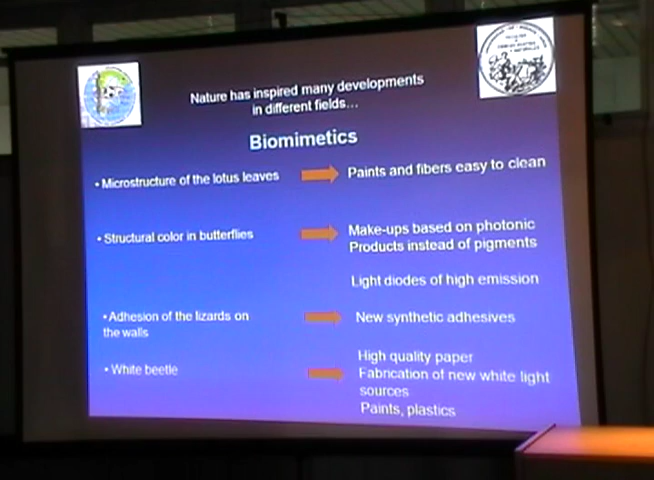 Nature has inspired many developments
in different fields...
Biomimetics
• Microstructure of the lotus leaves
Paints and fibers easy to clean
• Structural color in butterflies
Make-ups based on photonic
Products instead of pigments
Light diodes of high emission
• Adhesion of the lizards on
the walls
New synthetic adhesives
• White beetle
High quality paper
Fabrication of new white light
sources
Paints, plastics